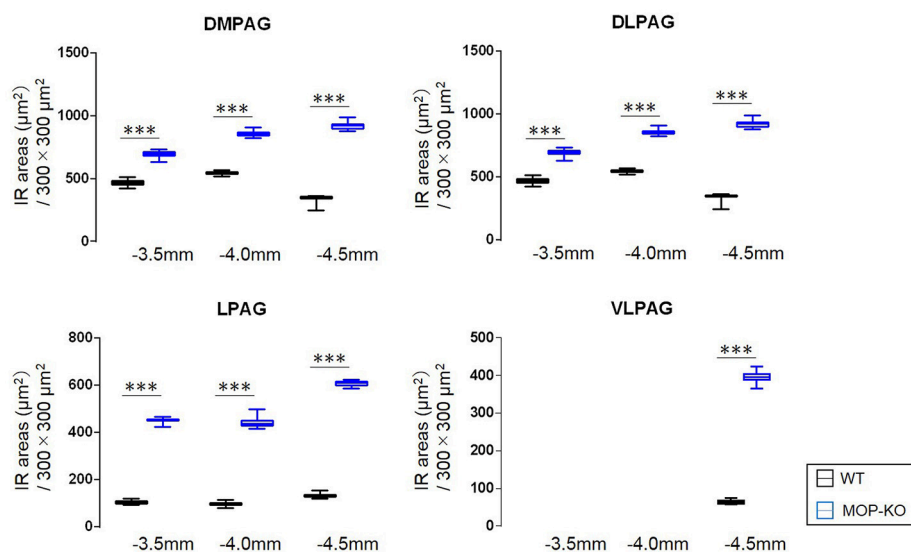 DMPAG
IR areas (μm²)
/ 300 × 300 μm²
1500
1000
500
0
***
***
***
-3.5mm
-4.0mm
-4.5mm
DLPAG
IR areas (μm²)
/ 300 × 300 μm²
1500
1000
500
0
***
***
***
-3.5mm
-4.0mm
-4.5mm
LPAG
IR areas (μm²)
/ 300 × 300 μm²
800
600
400
200
0
***
***
***
-3.5mm
-4.0mm
-4.5mm
VLPAG
IR areas (μm²)
/ 300 × 300 μm²
500
400
300
200
100
0
***
-3.5mm
-4.0mm
-4.5mm
WT
MOP-KO